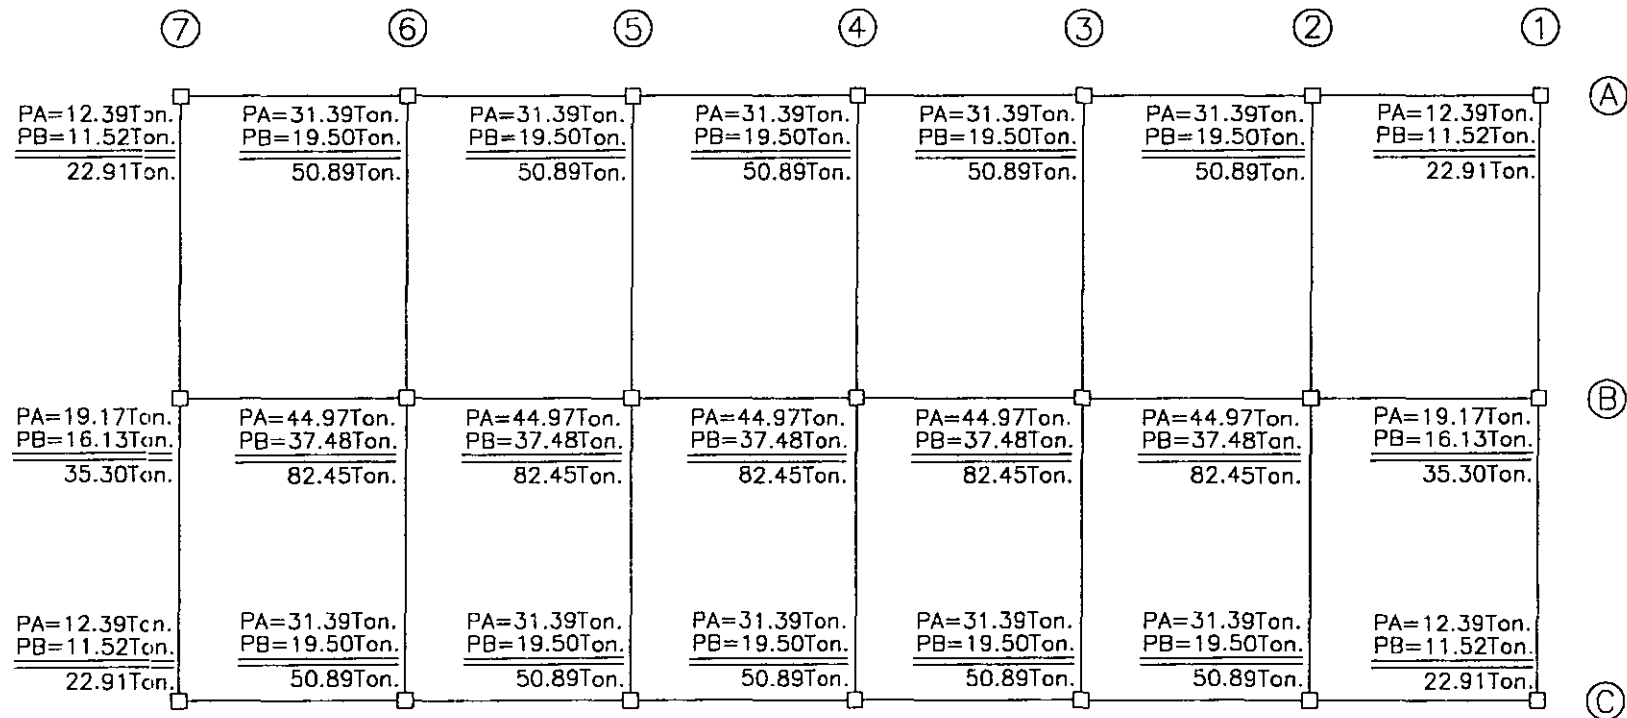 7 6 5 4 3 2 1
A
PA=12.39Ton. PA=31.39Ton. PA=31.39Ton. PA=31.39Ton. PA=31.39Ton. PA=31.39Ton. PA=12.39Ton.
PB=11.52Ton. PB=19.50Ton. PB=19.50Ton. PB=19.50Ton. PB=19.50Ton. PB=19.50Ton. PB=11.52Ton.
22.91Ton. 50.89Ton. 50.89Ton. 50.89Ton. 50.89Ton. 50.89Ton. 22.91Ton.
B
PA=19.17Ton. PA=44.97Ton. PA=44.97Ton. PA=44.97Ton. PA=44.97Ton. PA=44.97Ton. PA=19.17Ton.
PB=16.13Ton. PB=37.48Ton. PB=37.48Ton. PB=37.48Ton. PB=37.48Ton. PB=37.48Ton. PB=16.13Ton.
35.30Ton. 82.45Ton. 82.45Ton. 82.45Ton. 82.45Ton. 82.45Ton. 35.30Ton.
PA=12.39Ton. PA=31.39Ton. PA=31.39Ton. PA=31.39Ton. PA=31.39Ton. PA=31.39Ton. PA=12.39Ton.
PB=11.52Ton. PB=19.50Ton. PB=19.50Ton. PB=19.50Ton. PB=19.50Ton. PB=19.50Ton. PB=11.52Ton.
22.91Ton. 50.89Ton. 50.89Ton. 50.89Ton. 50.89Ton. 50.89Ton. 22.91Ton.
C